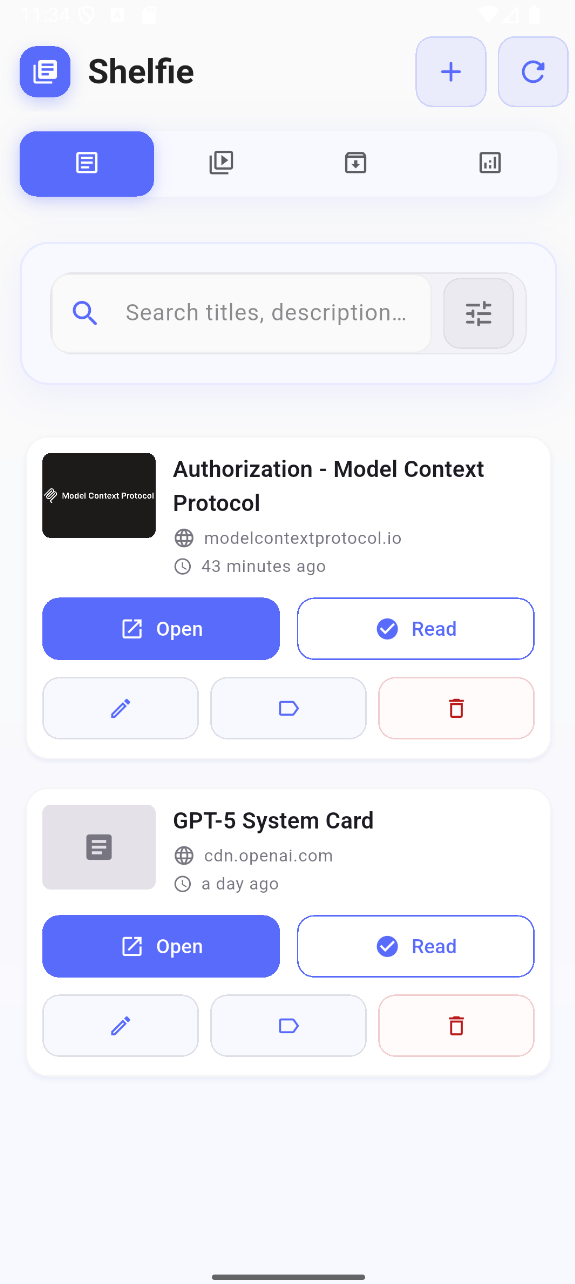 11:34
Shelfie
Search titles, description…
Model Context Protocol
Authorization - Model Context
Protocol
modelcontextprotocol.io
43 minutes ago
Open
Read
GPT-5 System Card
cdn.openai.com
a day ago
Open
Read